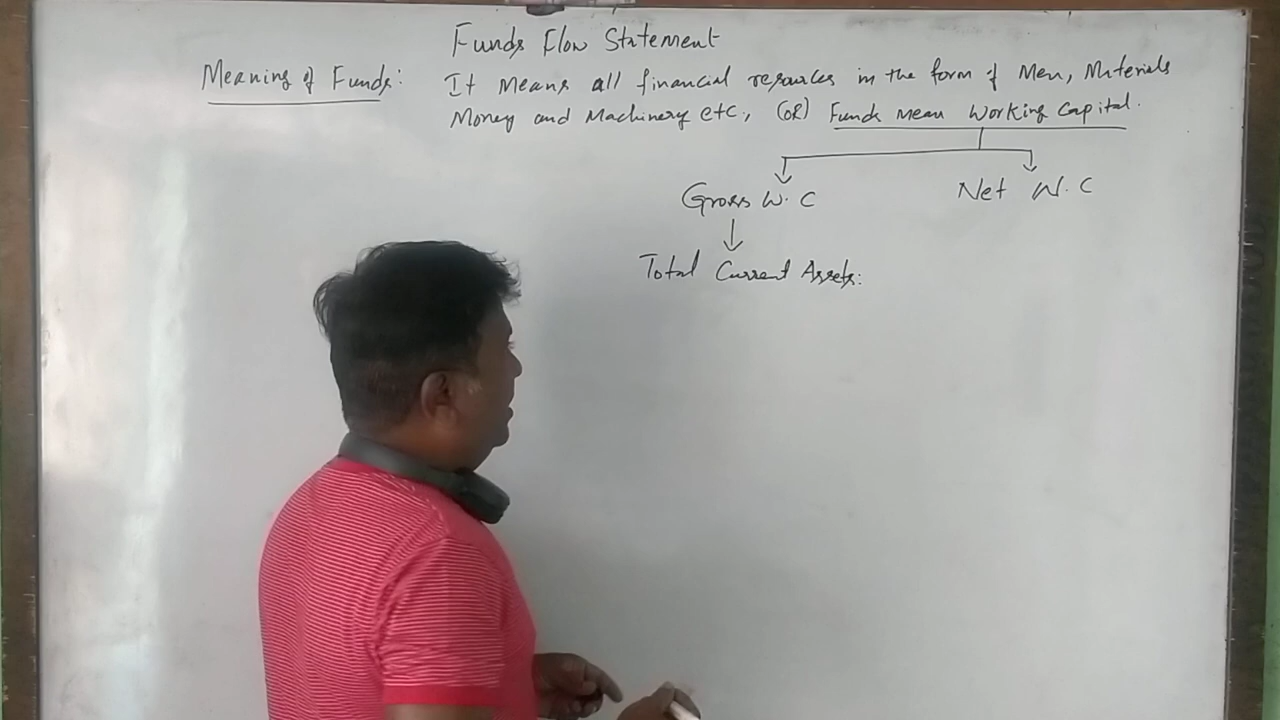 Funds Flow Statement
Meaning of Funds: It means all financial resources in the form of Men, Materials
Money and Machinery etc, (OR) Funds mean Working Capital.
Gross W.C Net W.C
Total Current Assets: